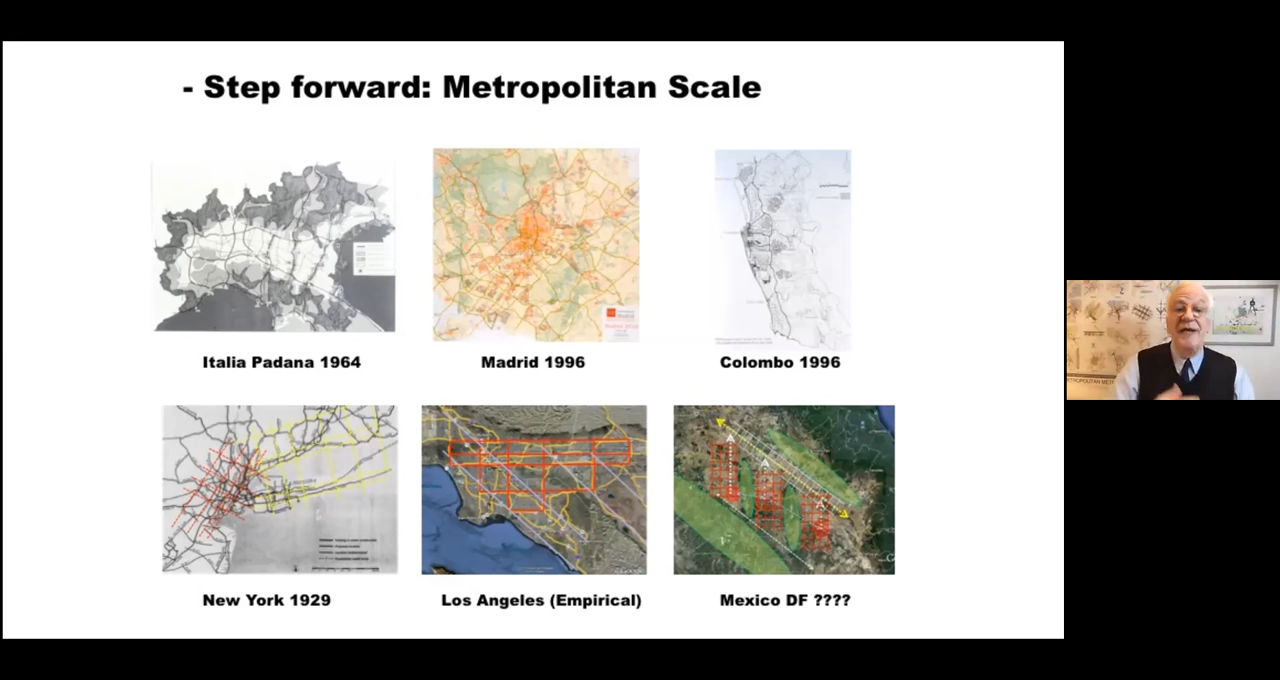 - Step forward: Metropolitan Scale
Italia Padana 1964
Madrid 1996
Colombo 1996
New York 1929
Los Angeles (Empirical)
Mexico DF ????